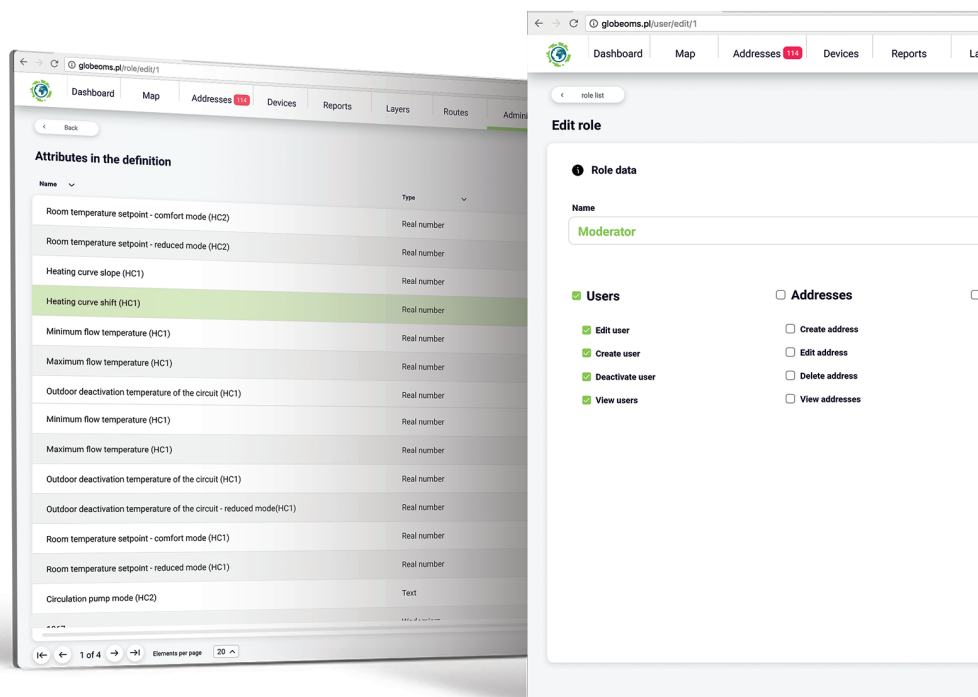 globeoms.pl/role/edit/1
Dashboard Map Addresses 114 Devices Reports Layers Routes
Back
Attributes in the definition
Name Type
Room temperature setpoint - comfort mode (HC2) Real number
Room temperature setpoint - reduced mode (HC2) Real number
Heating curve slope (HC1) Real number
Heating curve shift (HC1) Real number
Minimum flow temperature (HC1) Real number
Maximum flow temperature (HC1) Real number
Outdoor deactivation temperature of the circuit (HC1) Real number
Minimum flow temperature (HC1) Real number
Maximum flow temperature (HC1) Real number
Outdoor deactivation temperature of the circuit (HC1) Real number
Outdoor deactivation temperature of the circuit - reduced mode(HC1) Real number
Room temperature setpoint - comfort mode (HC1) Real number
Room temperature setpoint - reduced mode (HC1) Real number
Circulation pump mode (HC2) Text
1 of 4 Elements per page 20
globeoms.pl/user/edit/1
Dashboard Map Addresses 114 Devices Reports
role list
Edit role
Role data
Name
Moderator
Users Addresses
Edit user Create address
Create user Edit address
Deactivate user Delete address
View users View addresses